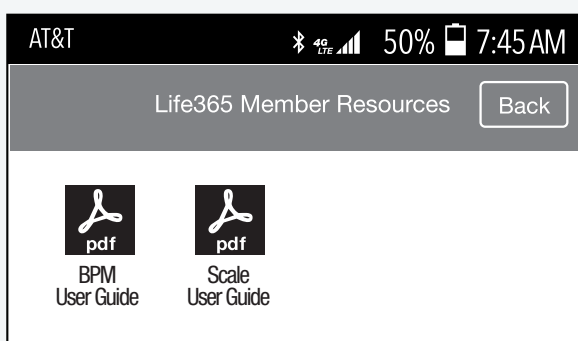 AT&T 4G LTE 50% 7:45 AM
Life365 Member Resources Back
pdf pdf
BPM Scale
User Guide User Guide